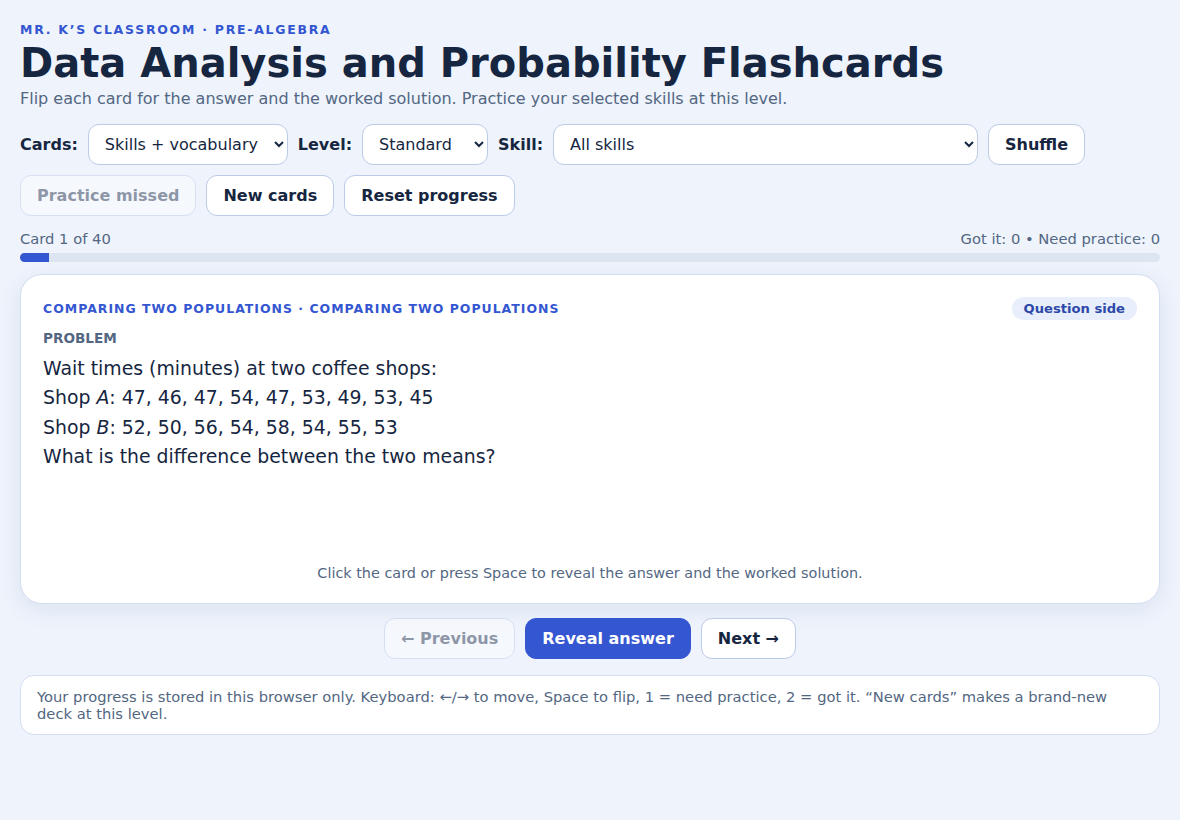 MR. K’S CLASSROOM · PRE-ALGEBRA
Data Analysis and Probability Flashcards
Flip each card for the answer and the worked solution. Practice your selected skills at this level.
Cards: Skills + vocabulary Level: Standard Skill: All skills Shuffle
Practice missed New cards Reset progress
Card 1 of 40 Got it: 0 • Need practice: 0
COMPARING TWO POPULATIONS · COMPARING TWO POPULATIONS Question side
PROBLEM
Wait times (minutes) at two coffee shops:
Shop A: 47, 46, 47, 54, 47, 53, 49, 53, 45
Shop B: 52, 50, 56, 54, 58, 54, 55, 53
What is the difference between the two means?
Click the card or press Space to reveal the answer and the worked solution.
← Previous Reveal answer Next →
Your progress is stored in this browser only. Keyboard: ←/→ to move, Space to flip, 1 = need practice, 2 = got it. “New cards” makes a brand-new
deck at this level.